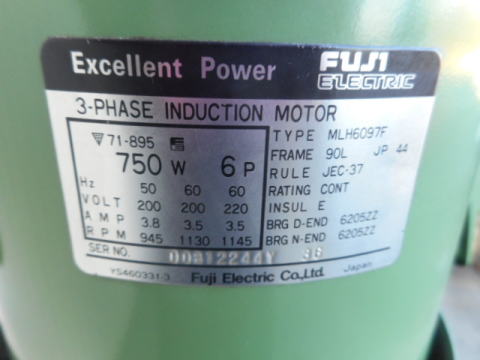 Excellent Power
FUJI
ELECTRIC
3-PHASE INDUCTION MOTOR
71-895
750 W 6 P
Hz 50 60 60
VOLT 200 200 220
AMP 3.8 3.5 3.5
RPM 945 1130 1145
TYPE MLH6097F
FRAME 90L JP 44
RULE JEC-37
RATING CONT
INSUL E
BRG D-END 6205ZZ
BRG N-END 6205ZZ
SER NO.
YS460331-3 Fuji Electric Co.,Ltd. Japan